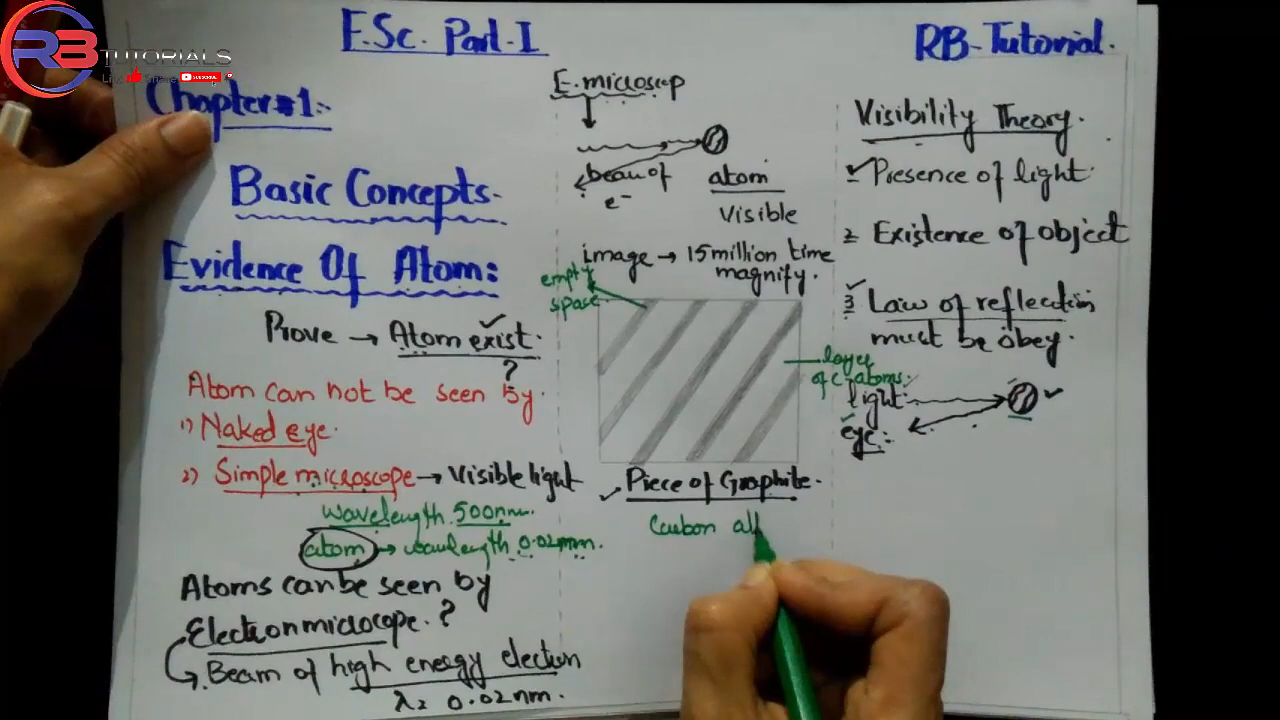 RB TUTORIALS
F.Sc. Part-I
RB-Tutorial.
Chapter#1:-
Basic Concepts.
Evidence Of Atom:
Prove → Atom exist.
?
Atom can not be seen by.
1) Naked eye.
2) Simple microscope → Visible light
wavelength 500nm.
atom → wavelength 0.02nm.
Atoms can be seen by
Electron microscope. ?
Beam of high energy election
λ= 0.02nm.
E. microscop
beam of
e-
atom
Visible
image → 15 million time
magnify.
empty
space.
layer
of c-atoms.
Piece of Graphite.
Carbon all
Visibility Theory.
1 Presence of light
2 Existence of object
3 Law of reflection
must be obey.
light:
eye:-